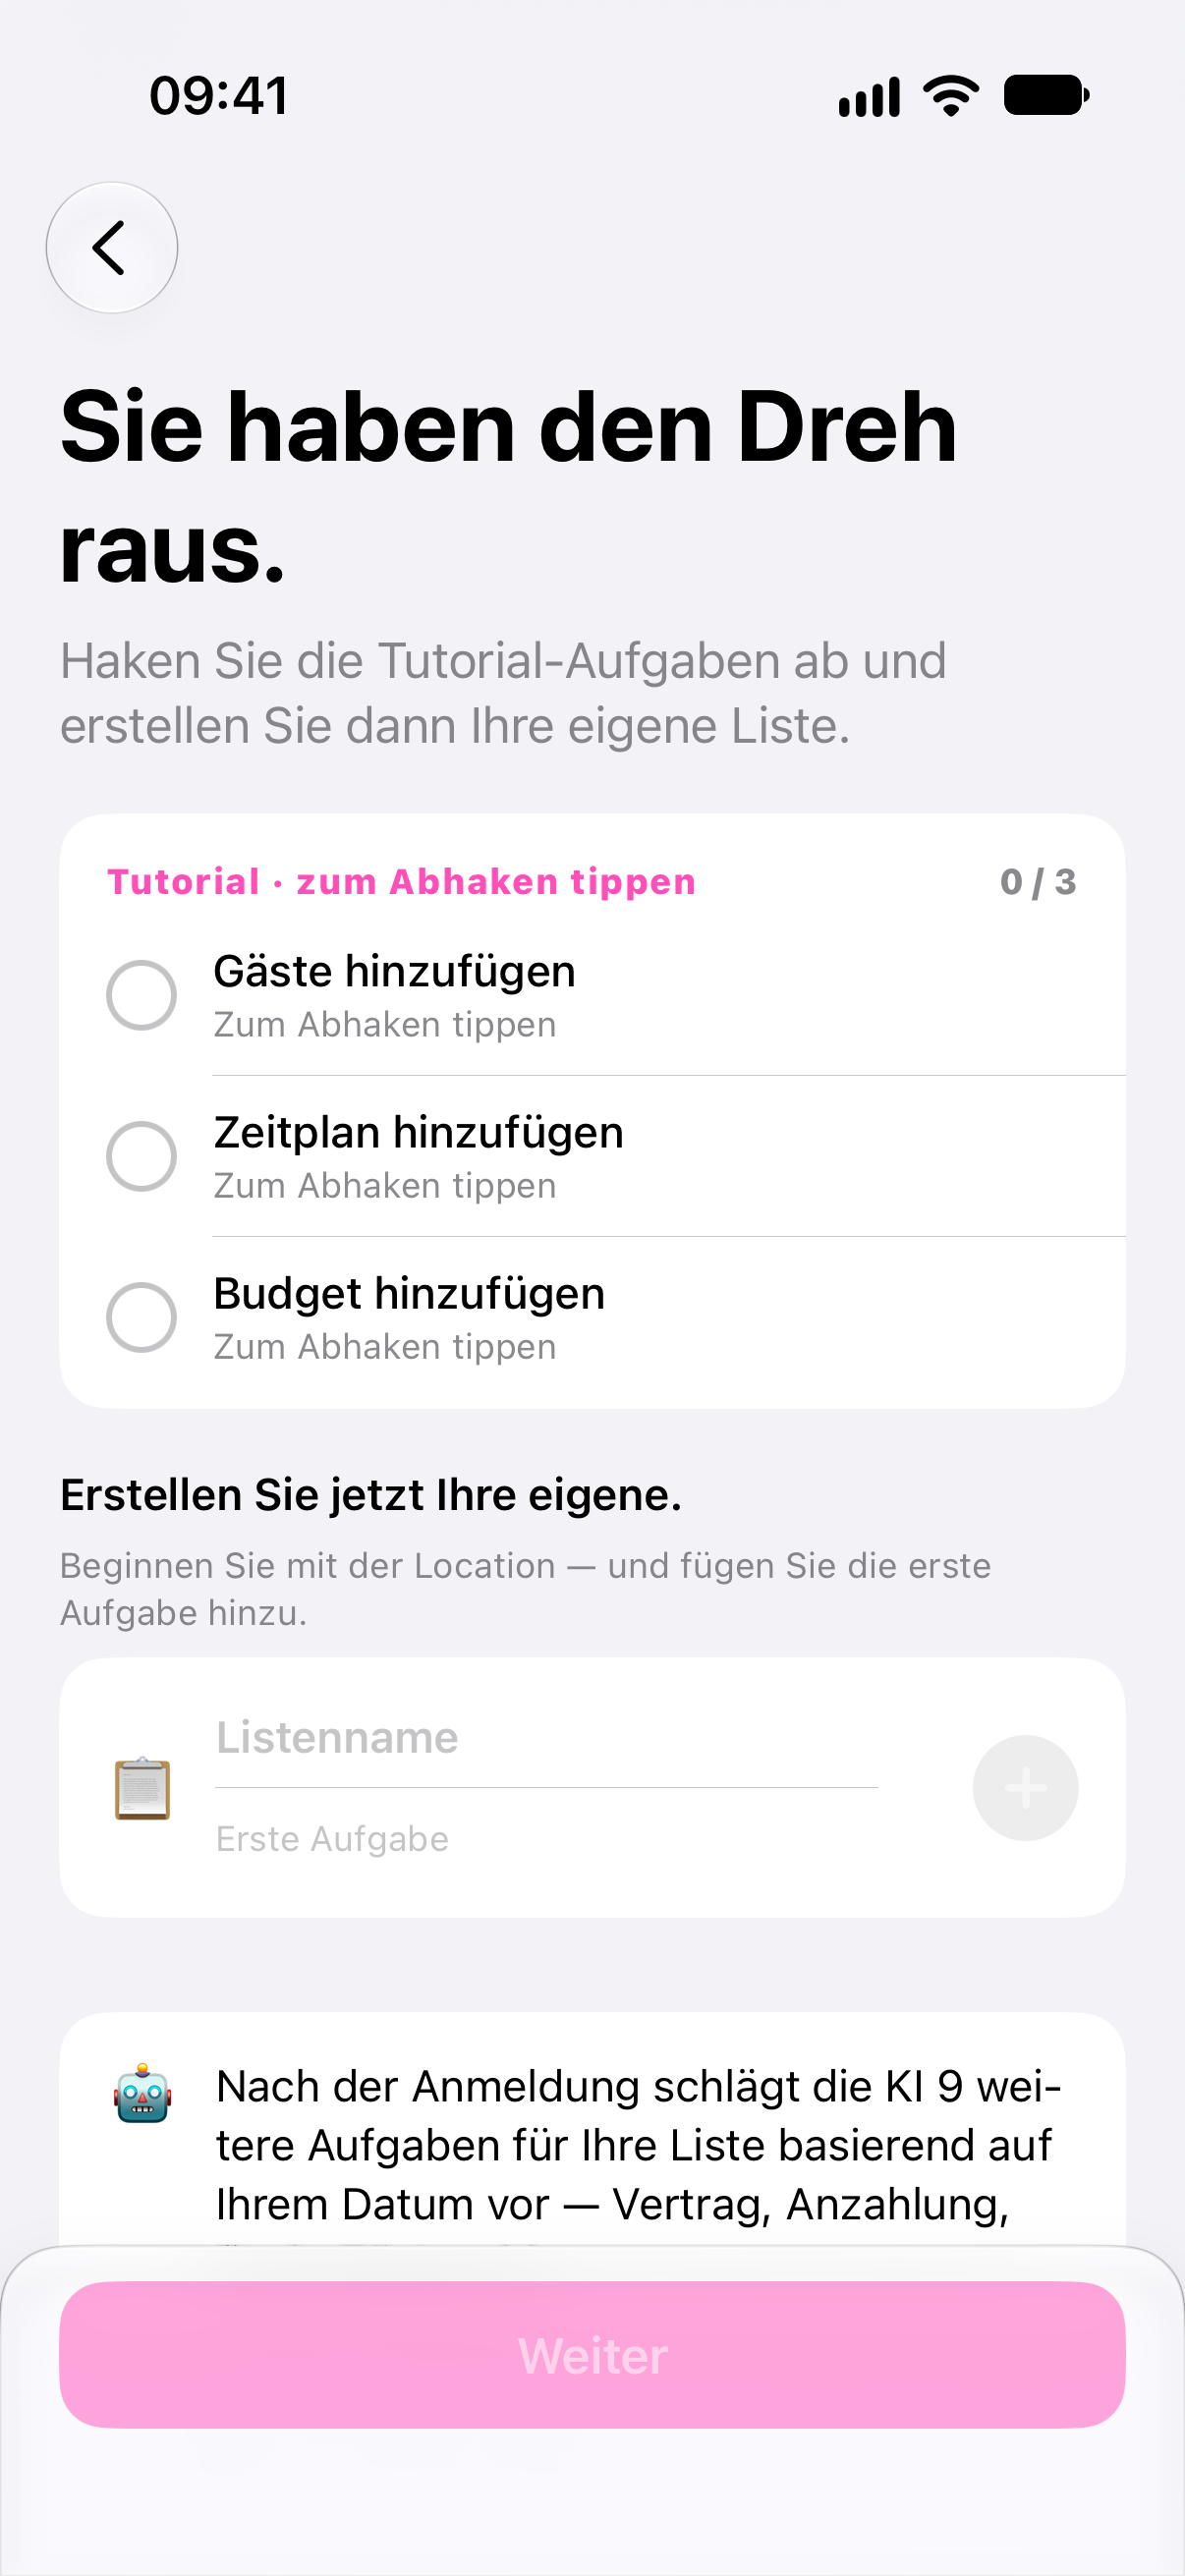 09:41
Sie haben den Dreh
raus.
Haken Sie die Tutorial-Aufgaben ab und
erstellen Sie dann Ihre eigene Liste.
Tutorial · zum Abhaken tippen 0 / 3
Gäste hinzufügen
Zum Abhaken tippen
Zeitplan hinzufügen
Zum Abhaken tippen
Budget hinzufügen
Zum Abhaken tippen
Erstellen Sie jetzt Ihre eigene.
Beginnen Sie mit der Location — und fügen Sie die erste
Aufgabe hinzu.
Listenname
Erste Aufgabe
Nach der Anmeldung schlägt die KI 9 wei-
tere Aufgaben für Ihre Liste basierend auf
Ihrem Datum vor — Vertrag, Anzahlung,
Weiter